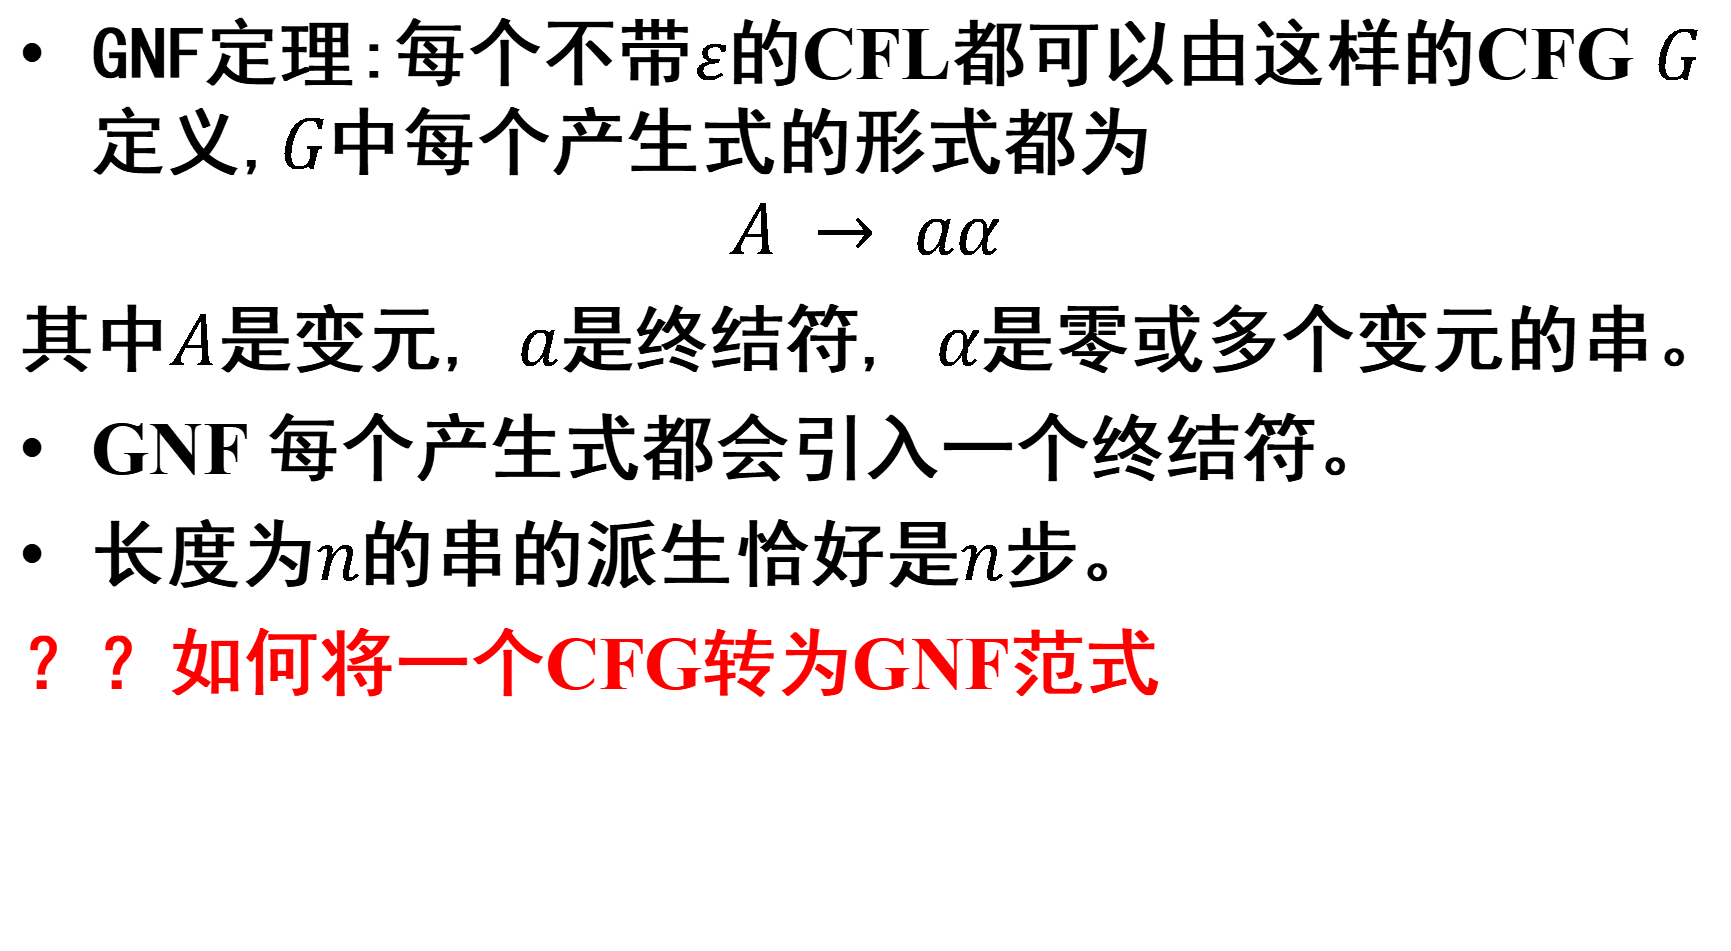 • GNF定理:每个不带ε的CFL都可以由这样的CFG G
定义, G中每个产生式的形式都为
A → aα
其中A是变元, a是终结符, α是零或多个变元的串。
• GNF 每个产生式都会引入一个终结符。
• 长度为n的串的派生恰好是n步。
？？如何将一个CFG转为GNF范式